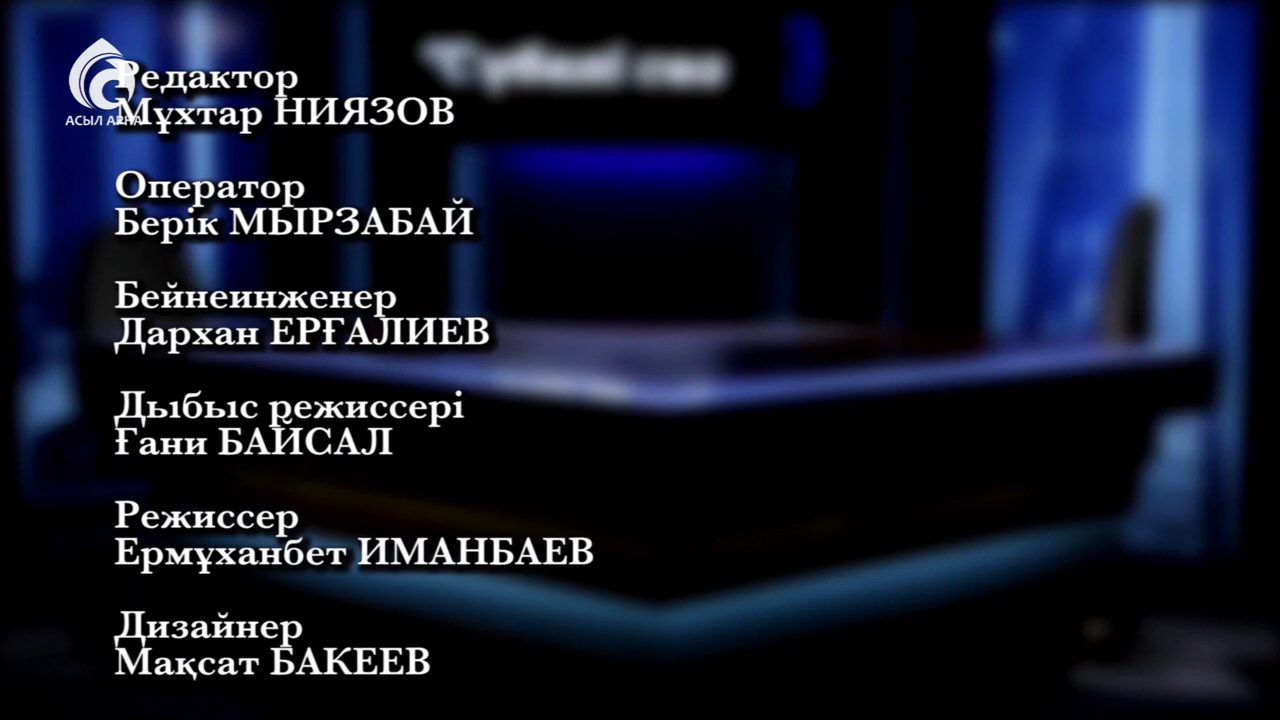 Редактор
Мұхтар НИЯЗОВ
АСЫЛ АРНА
Оператор
Берік МЫРЗАБАЙ
Бейнеинженер
Дархан ЕРҒАЛИЕВ
Дыбыс режиссері
Ғани БАЙСАЛ
Режиссер
Ермұханбет ИМАНБАЕВ
Дизайнер
Мақсат БАКЕЕВ